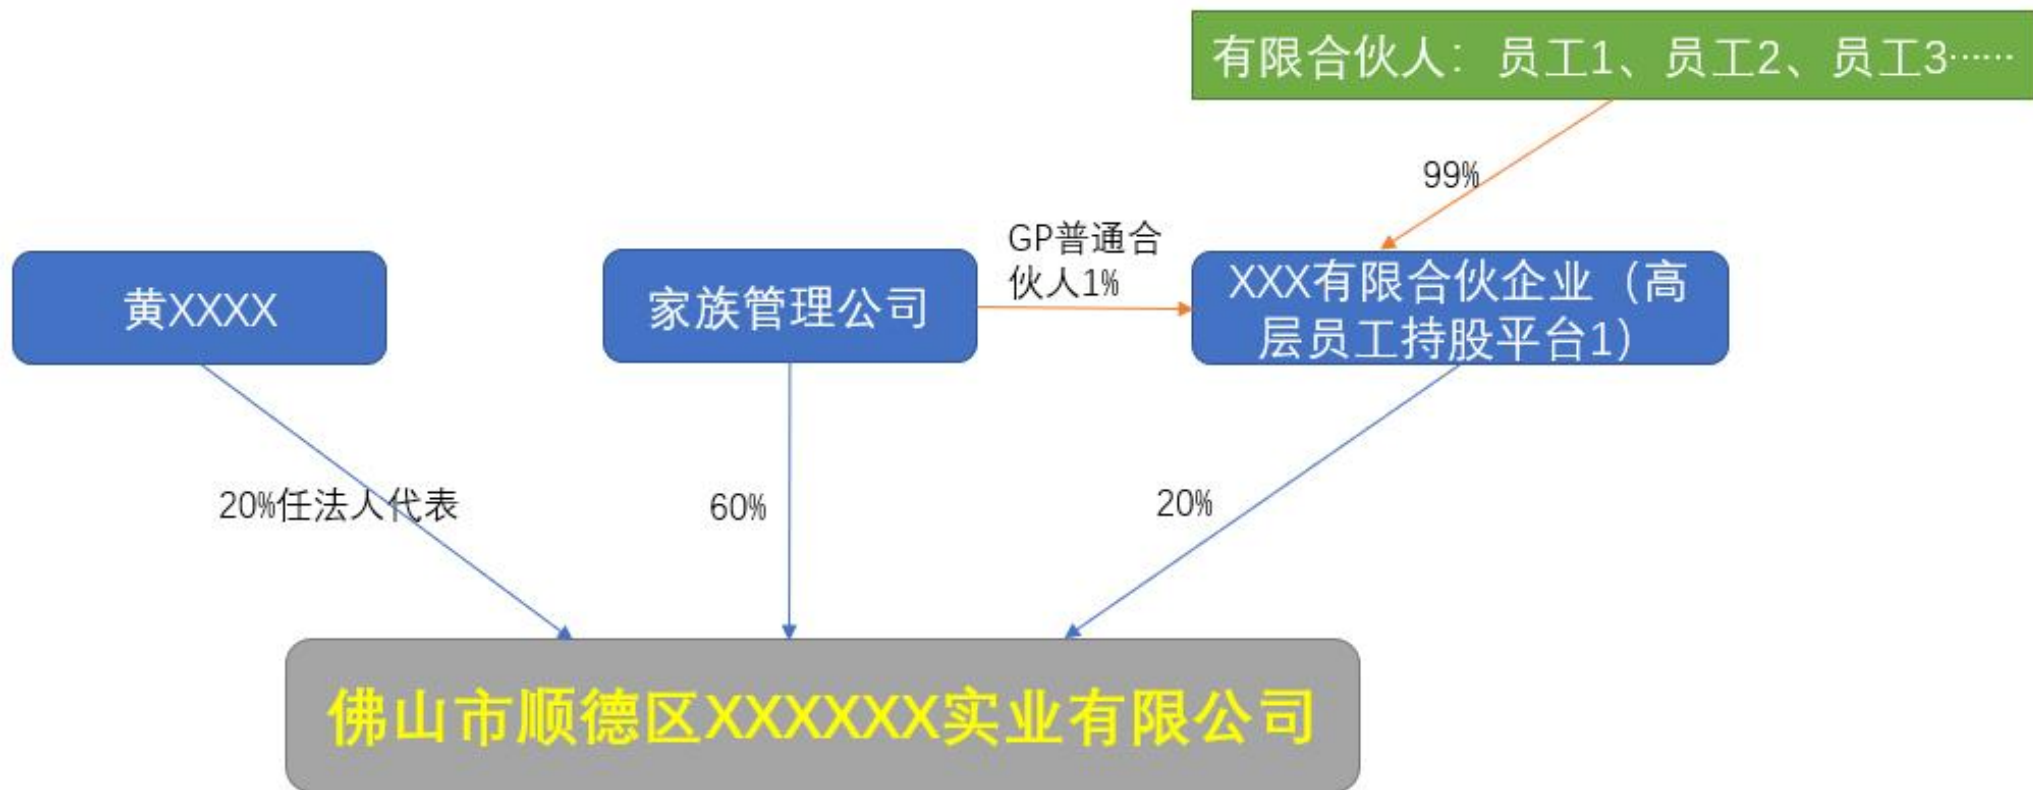 有限合伙人：员工1、员工2、员工3……
99%
GP普通合
伙人1%
黄XXXX
家族管理公司
XXX有限合伙企业（高
层员工持股平台1）
20%任法人代表
60%
20%
佛山市顺德区XXXXXX实业有限公司